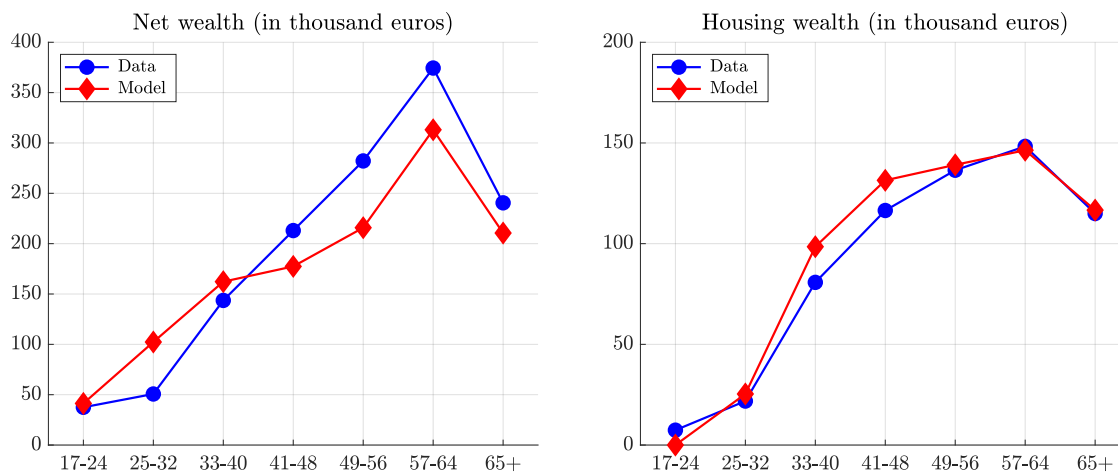 Net wealth (in thousand euros)
400
350
300
250
200
150
100
50
0
Data
Model
17-24 25-32 33-40 41-48 49-56 57-64 65+
Housing wealth (in thousand euros)
200
150
100
50
0
Data
Model
17-24 25-32 33-40 41-48 49-56 57-64 65+